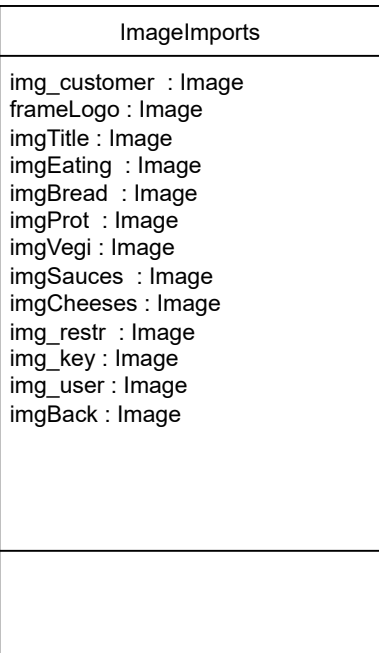 ImageImports
img_customer : Image
frameLogo : Image
imgTitle : Image
imgEating : Image
imgBread : Image
imgProt : Image
imgVegi : Image
imgSauces : Image
imgCheeses : Image
img_restr : Image
img_key : Image
img_user : Image
imgBack : Image